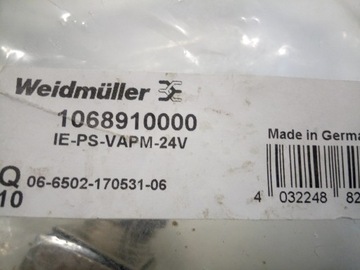 Weidmüller
1068910000
IE-PS-VAPM-24V
Made in Germa
Q 06-6502-170531-06
10
4 032248 82